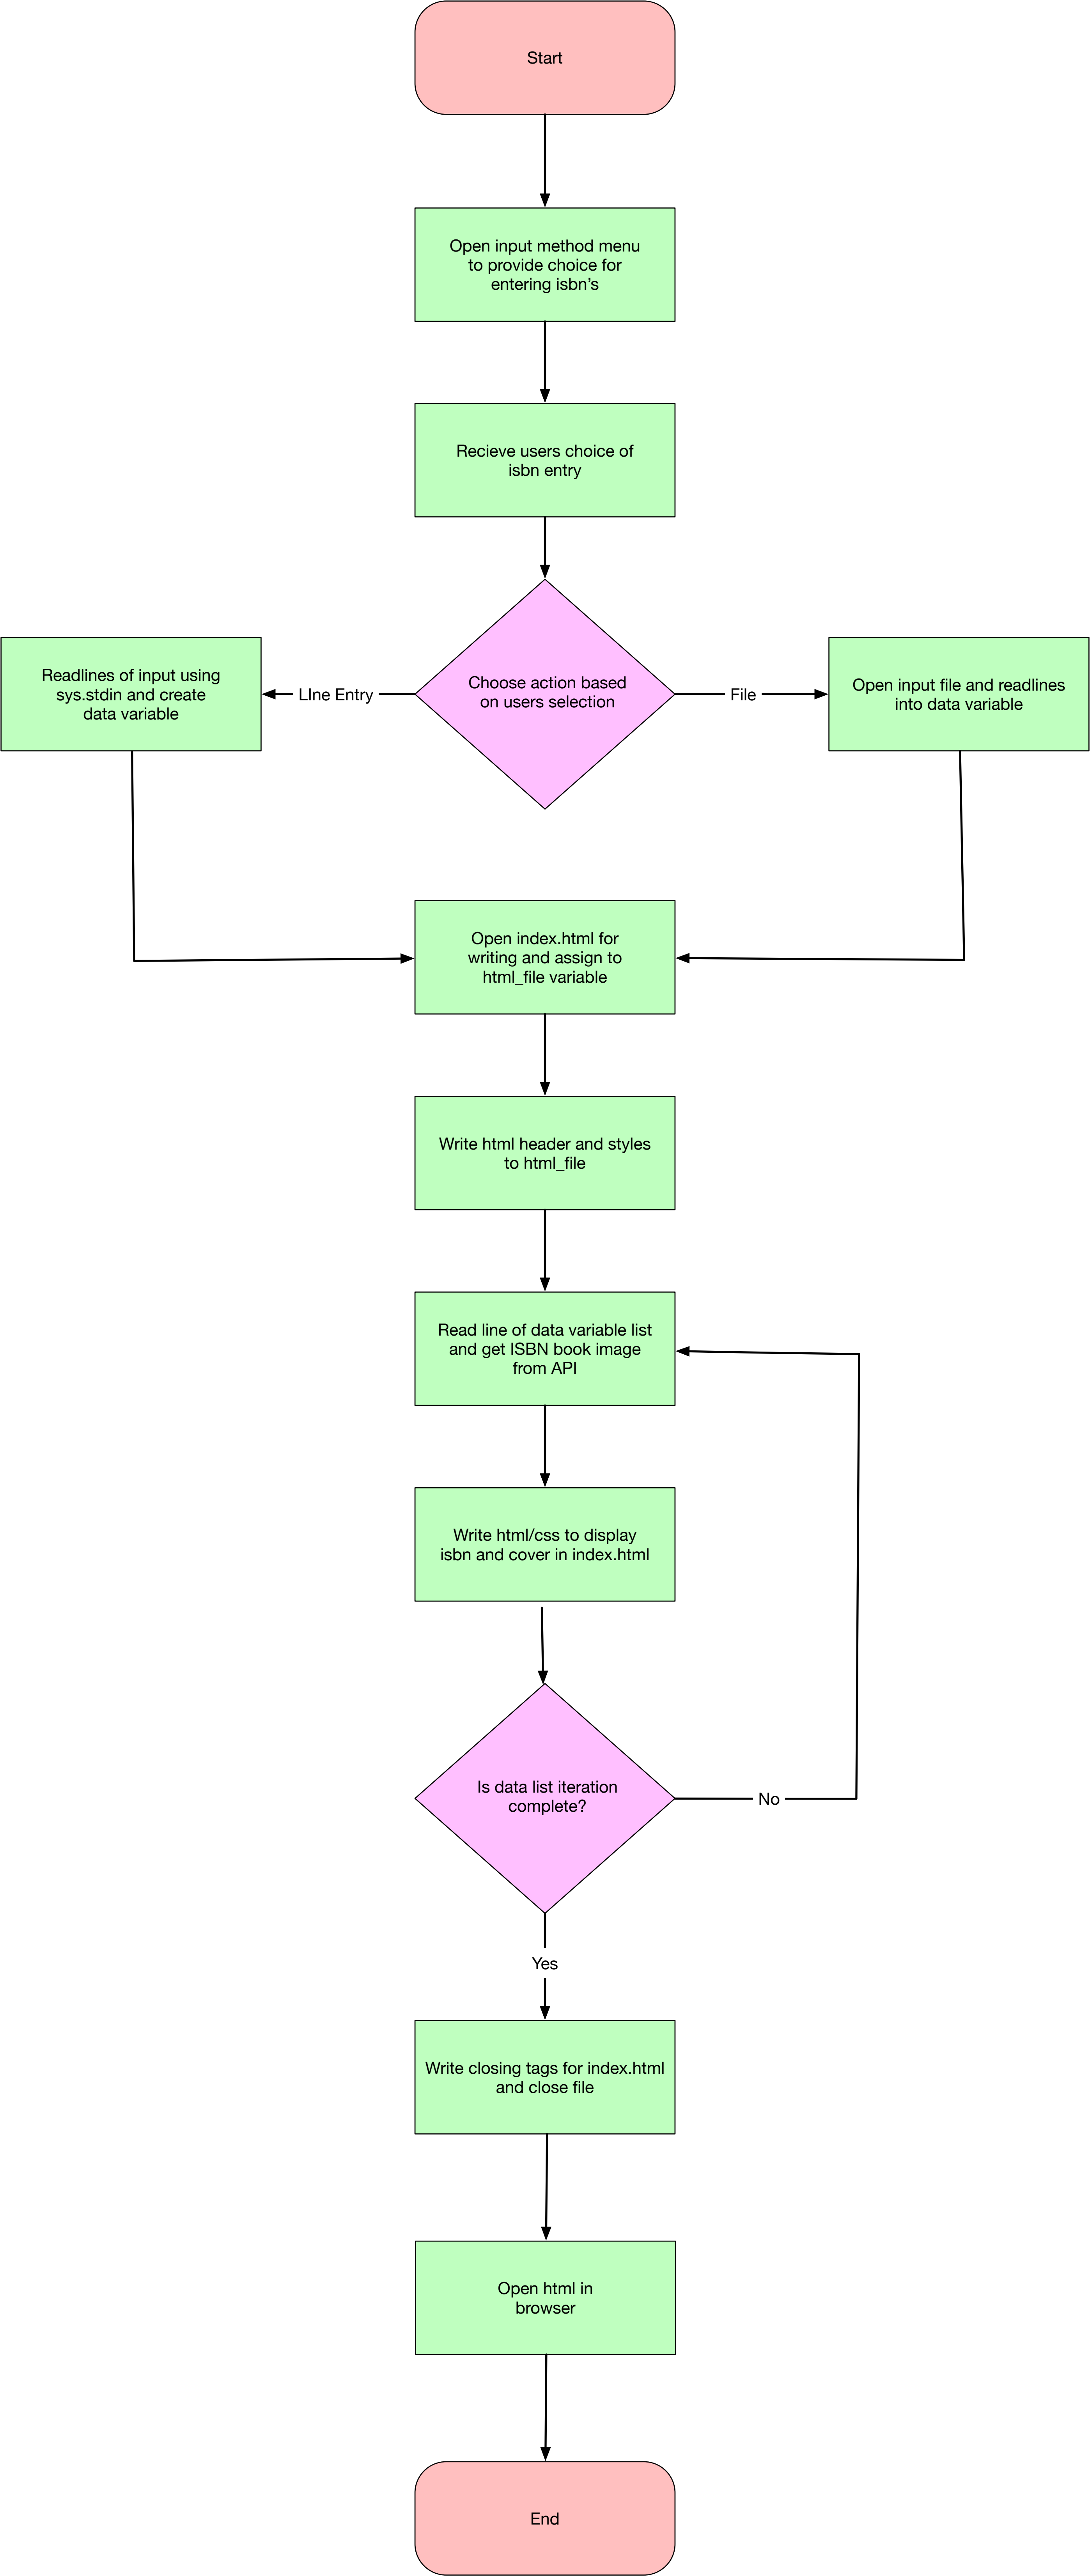 Start
Open input method menu
to provide choice for
entering isbn’s
Recieve users choice of
isbn entry
Choose action based
on users selection
LIne Entry
File
Readlines of input using
sys.stdin and create
data variable
Open input file and readlines
into data variable
Open index.html for
writing and assign to
html_file variable
Write html header and styles
to html_file
Read line of data variable list
and get ISBN book image
from API
Write html/css to display
isbn and cover in index.html
Is data list iteration
complete?
No
Yes
Write closing tags for index.html
and close file
Open html in
browser
End